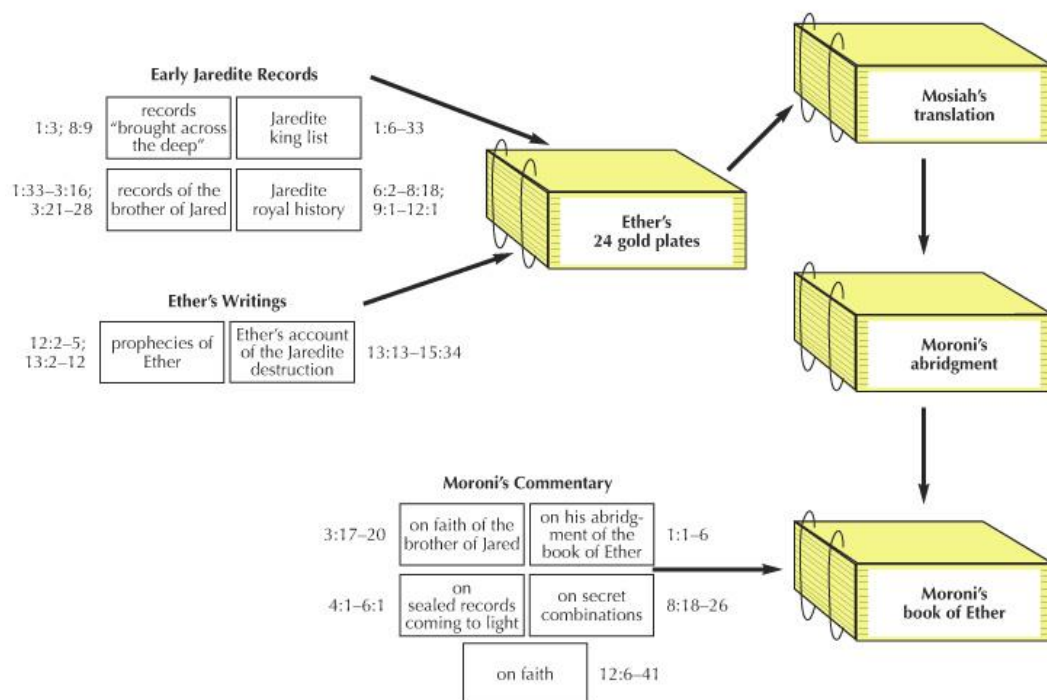 Early Jaredite Records
1:3; 8:9
records
"brought across
the deep"
Jaredite
king list
1:6–33
1:33–3:16;
3:21–28
records of the
brother of Jared
Jaredite
royal history
6:2–8:18;
9:1–12:1
Ether's Writings
12:2–5;
13:2–12
prophecies of
Ether
Ether's account
of the Jaredite
destruction
13:13–15:34
Ether's
24 gold plates
Mosiah's
translation
Moroni's
abridgment
Moroni's Commentary
3:17–20
on faith of the
brother of Jared
on his abridg-
ment of the
book of Ether
1:1–6
4:1–6:1
on
sealed records
coming to light
on secret
combinations
8:18–26
on faith
12:6–41
Moroni's
book of Ether